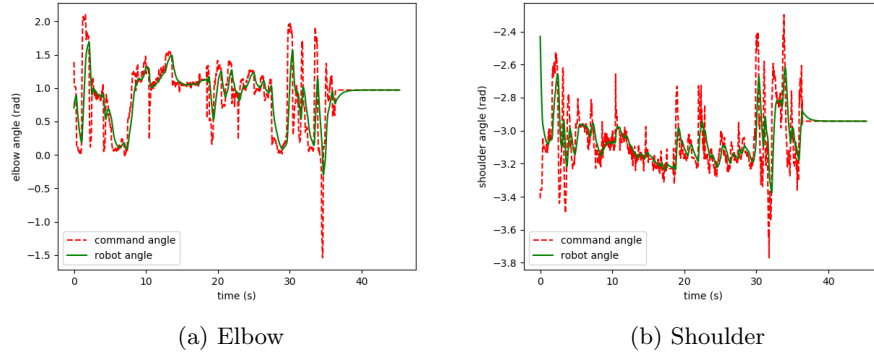 2.0
1.5
1.0
0.5
0.0
−0.5
−1.0
−1.5
elbow angle (rad)
command angle
robot angle
0
10
20
30
40
time (s)
(a) Elbow
−2.4
−2.6
−2.8
−3.0
−3.2
−3.4
−3.6
−3.8
shoulder angle (rad)
command angle
robot angle
0
10
20
30
40
time (s)
(b) Shoulder